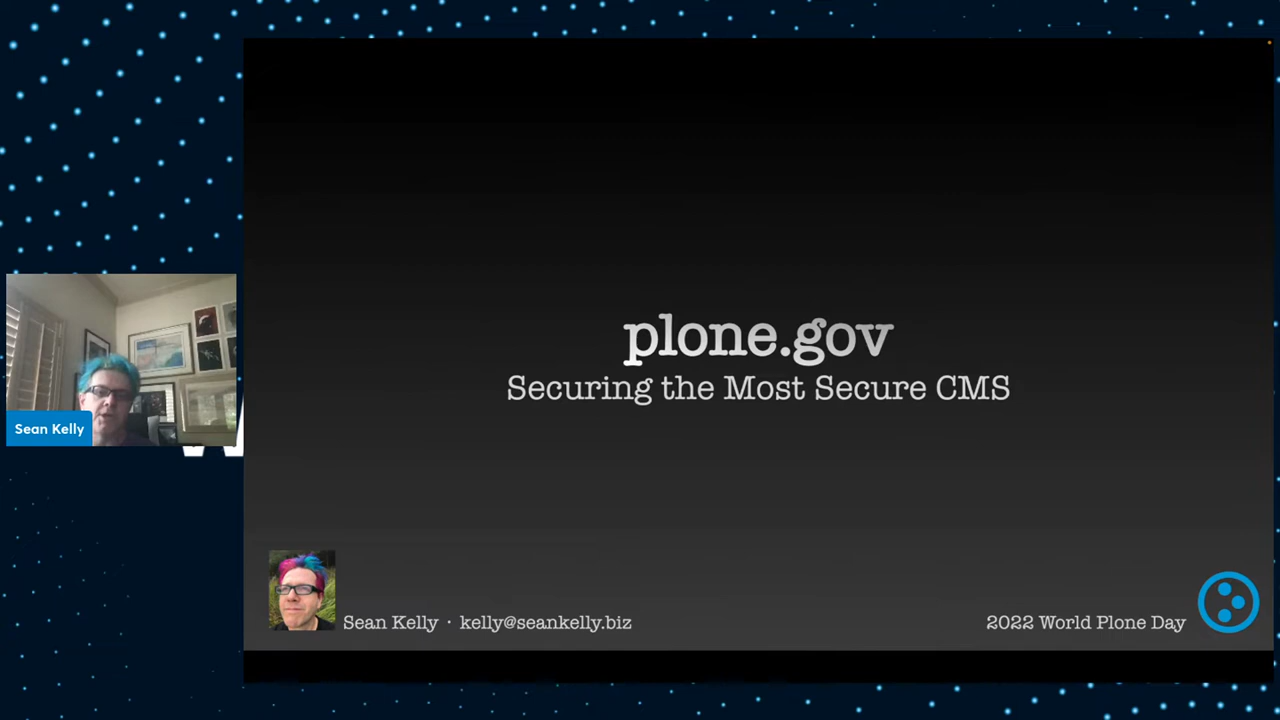 plone.gov
Securing the Most Secure CMS
Sean Kelly
Sean Kelly · kelly@seankelly.biz
2022 World Plone Day